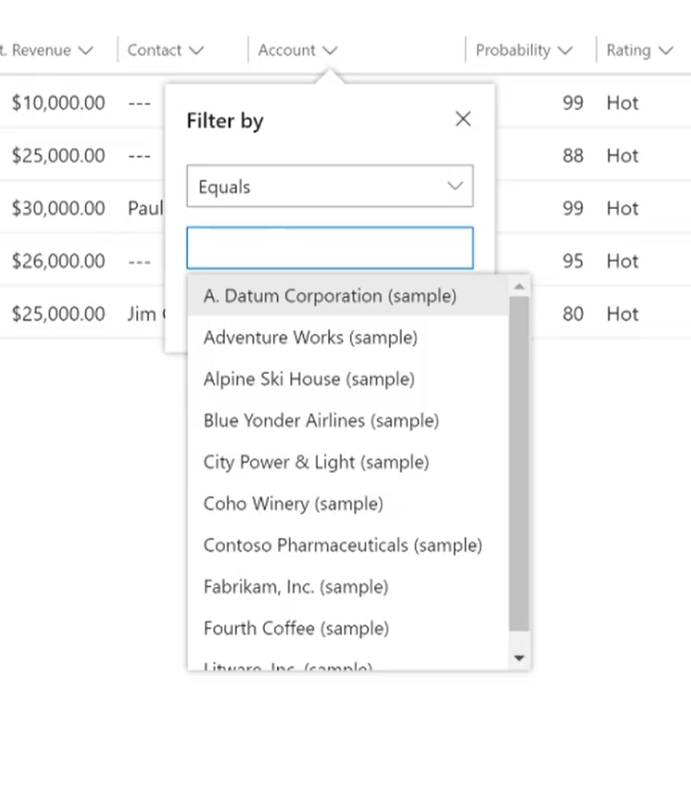 t. Revenue Contact Account Probability Rating
$10,000.00 --- 99 Hot
Filter by
$25,000.00 --- 88 Hot
Equals
$30,000.00 Paul 99 Hot
$26,000.00 --- 95 Hot
A. Datum Corporation (sample)
$25,000.00 Jim 80 Hot
Adventure Works (sample)
Alpine Ski House (sample)
Blue Yonder Airlines (sample)
City Power & Light (sample)
Coho Winery (sample)
Contoso Pharmaceuticals (sample)
Fabrikam, Inc. (sample)
Fourth Coffee (sample)
Litware, Inc. (sample)